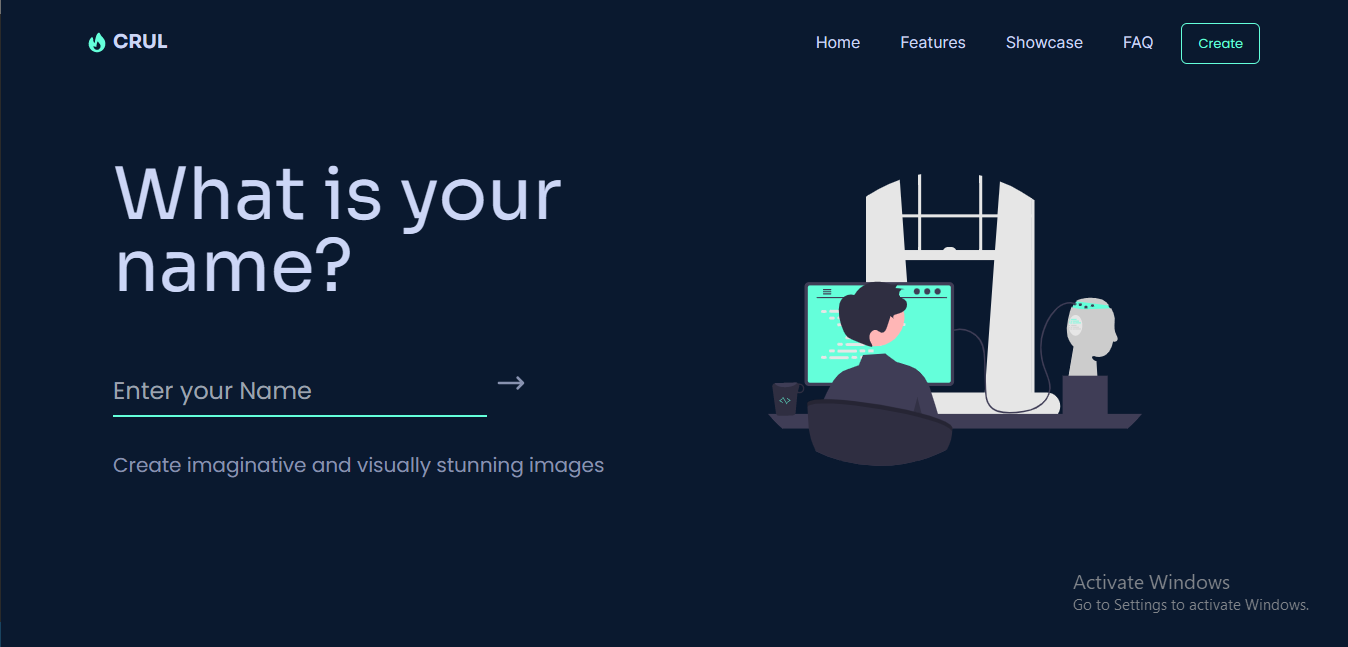 CRUL
Home Features Showcase FAQ Create
What is your
name?
Enter your Name
Create imaginative and visually stunning images
Activate Windows
Go to Settings to activate Windows.